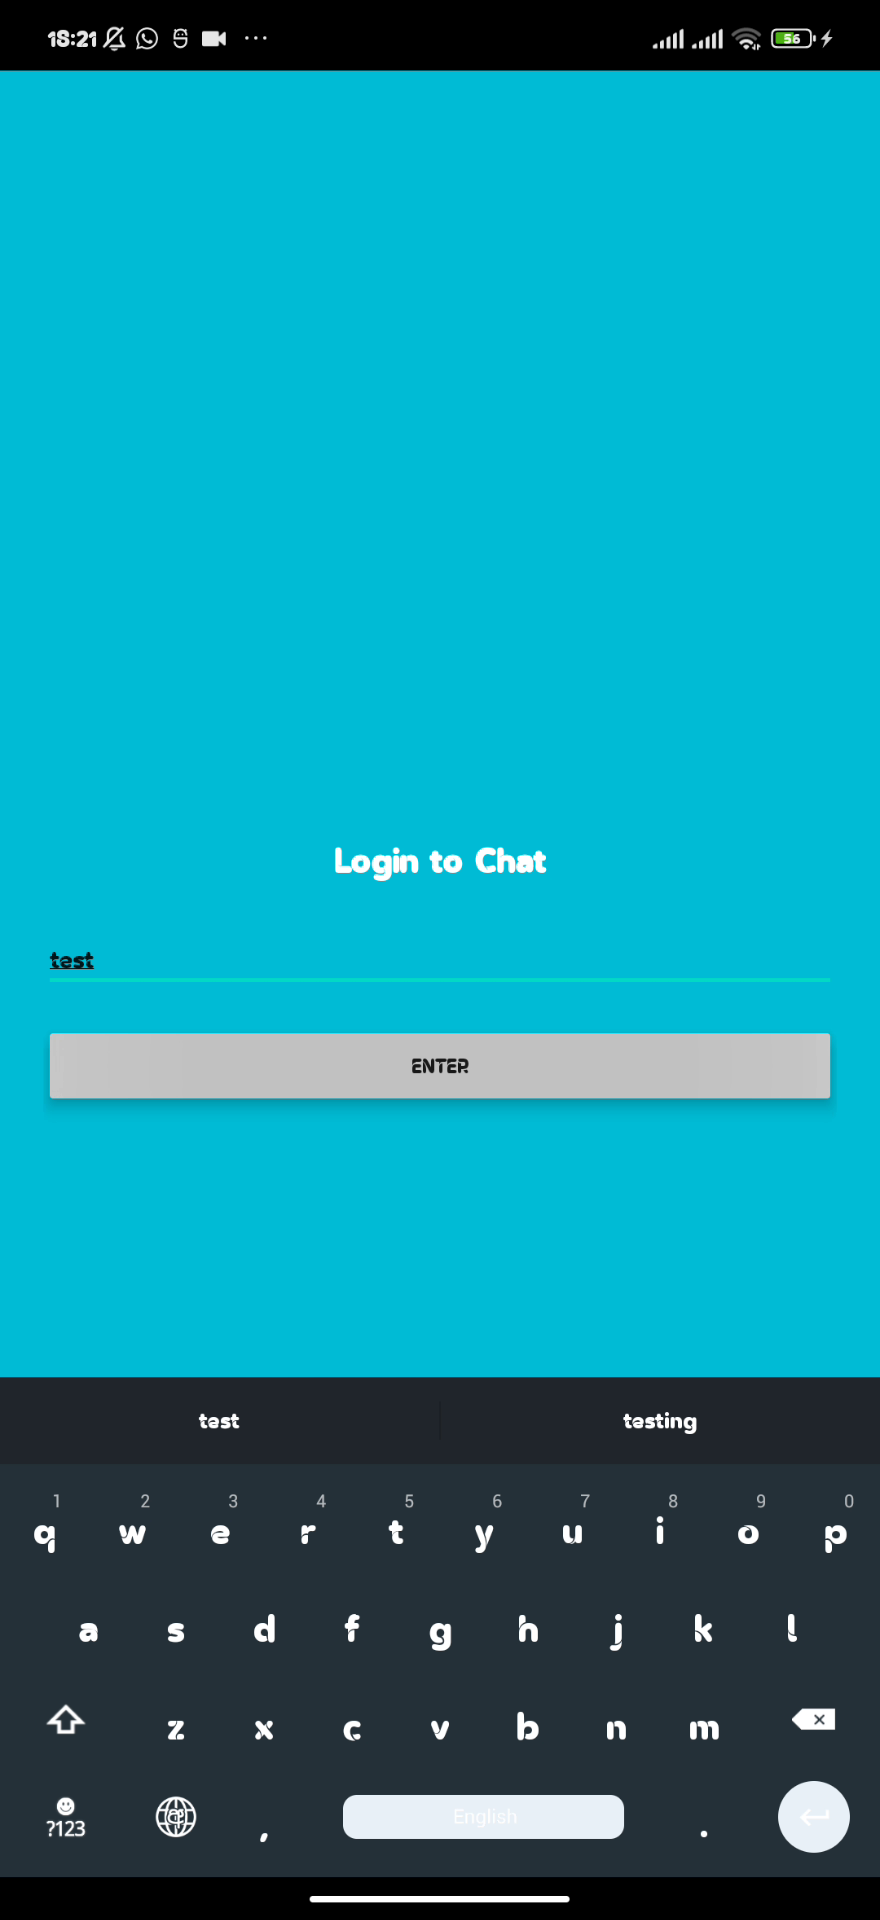 18:21
56
Login to Chat
test
ENTER
test testing
1 2 3 4 5 6 7 8 9 0
q w e r t y u i o p
a s d f g h j k l
z x c v b n m
?123 , English .